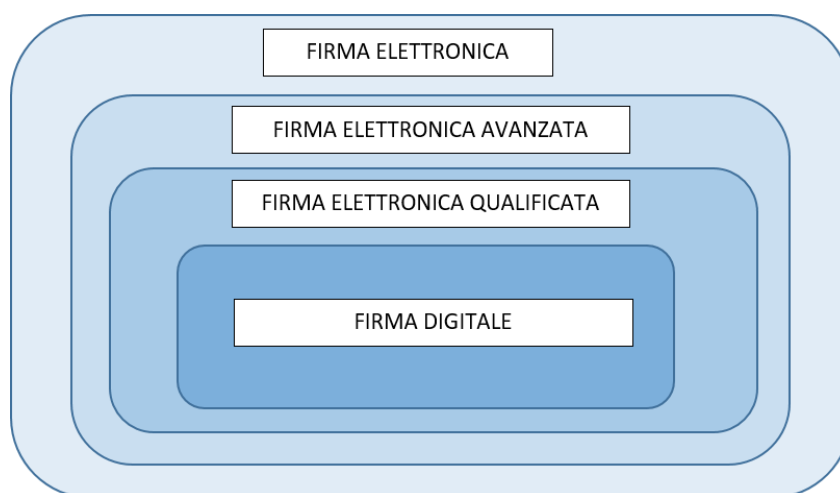 FIRMA ELETTRONICA
FIRMA ELETTRONICA AVANZATA
FIRMA ELETTRONICA QUALIFICATA
FIRMA DIGITALE